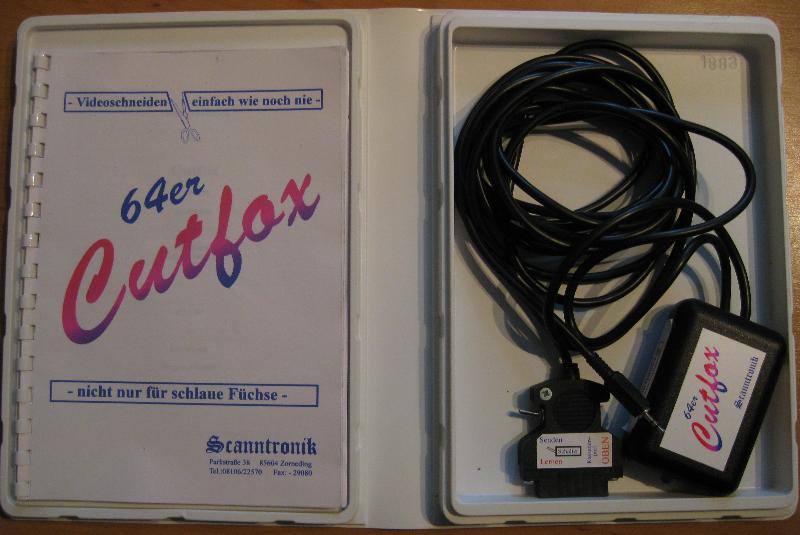 - Videoschneiden einfach wie noch nie -
64er
Cutfox
- nicht nur für schlaue Füchse -
Scanntronik
Parkstraße 38 85604 Zorneding
Tel.:08106/22570 Fax: - 29080
1883
Senden
Lernen
OBEN
64er
Cutfox
Scanntronik